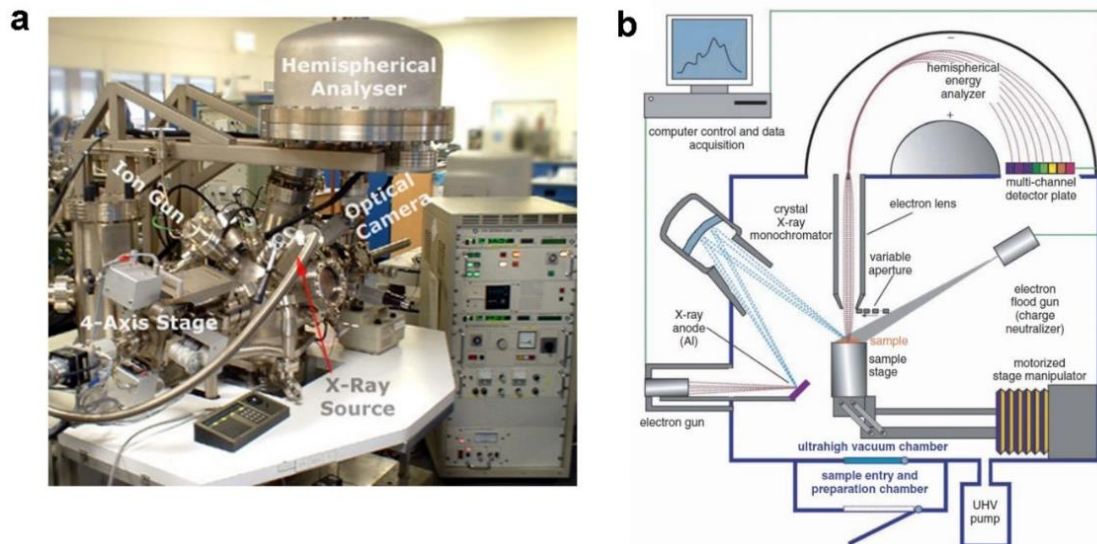 a
Hemispherical
Analyser
Ion Gun
Optical
Camera
4-Axis Stage
X-Ray
Source
b
computer control and data
acquisition
hemispherical
energy
analyzer
−
+
multi-channel
detector plate
crystal
X-ray
monochromator
electron lens
variable
aperture
X-ray
anode
(Al)
electron
flood gun
(charge
neutralizer)
sample
sample
stage
motorized
stage manipulator
electron gun
ultrahigh vacuum chamber
sample entry and
preparation chamber
UHV
pump